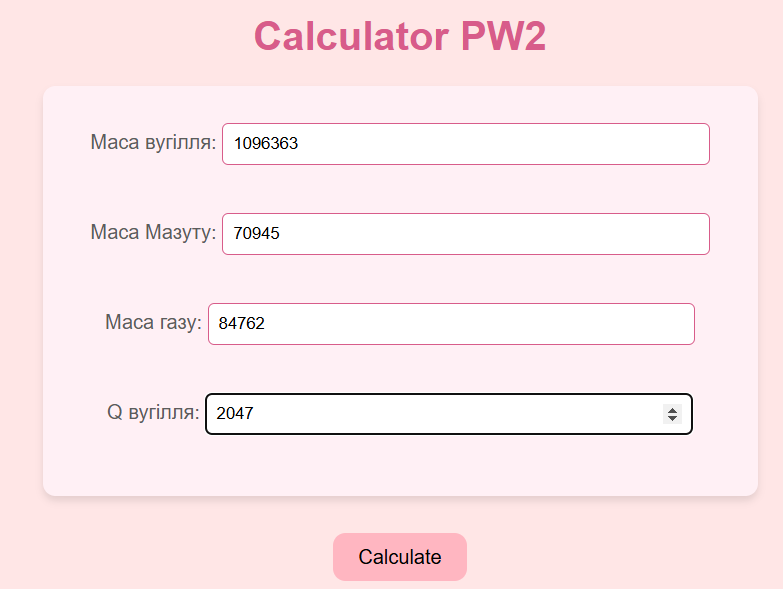 Calculator PW2
Маса вугілля: 1096363
Маса Мазуту: 70945
Маса газу: 84762
Q вугілля: 2047
Calculate